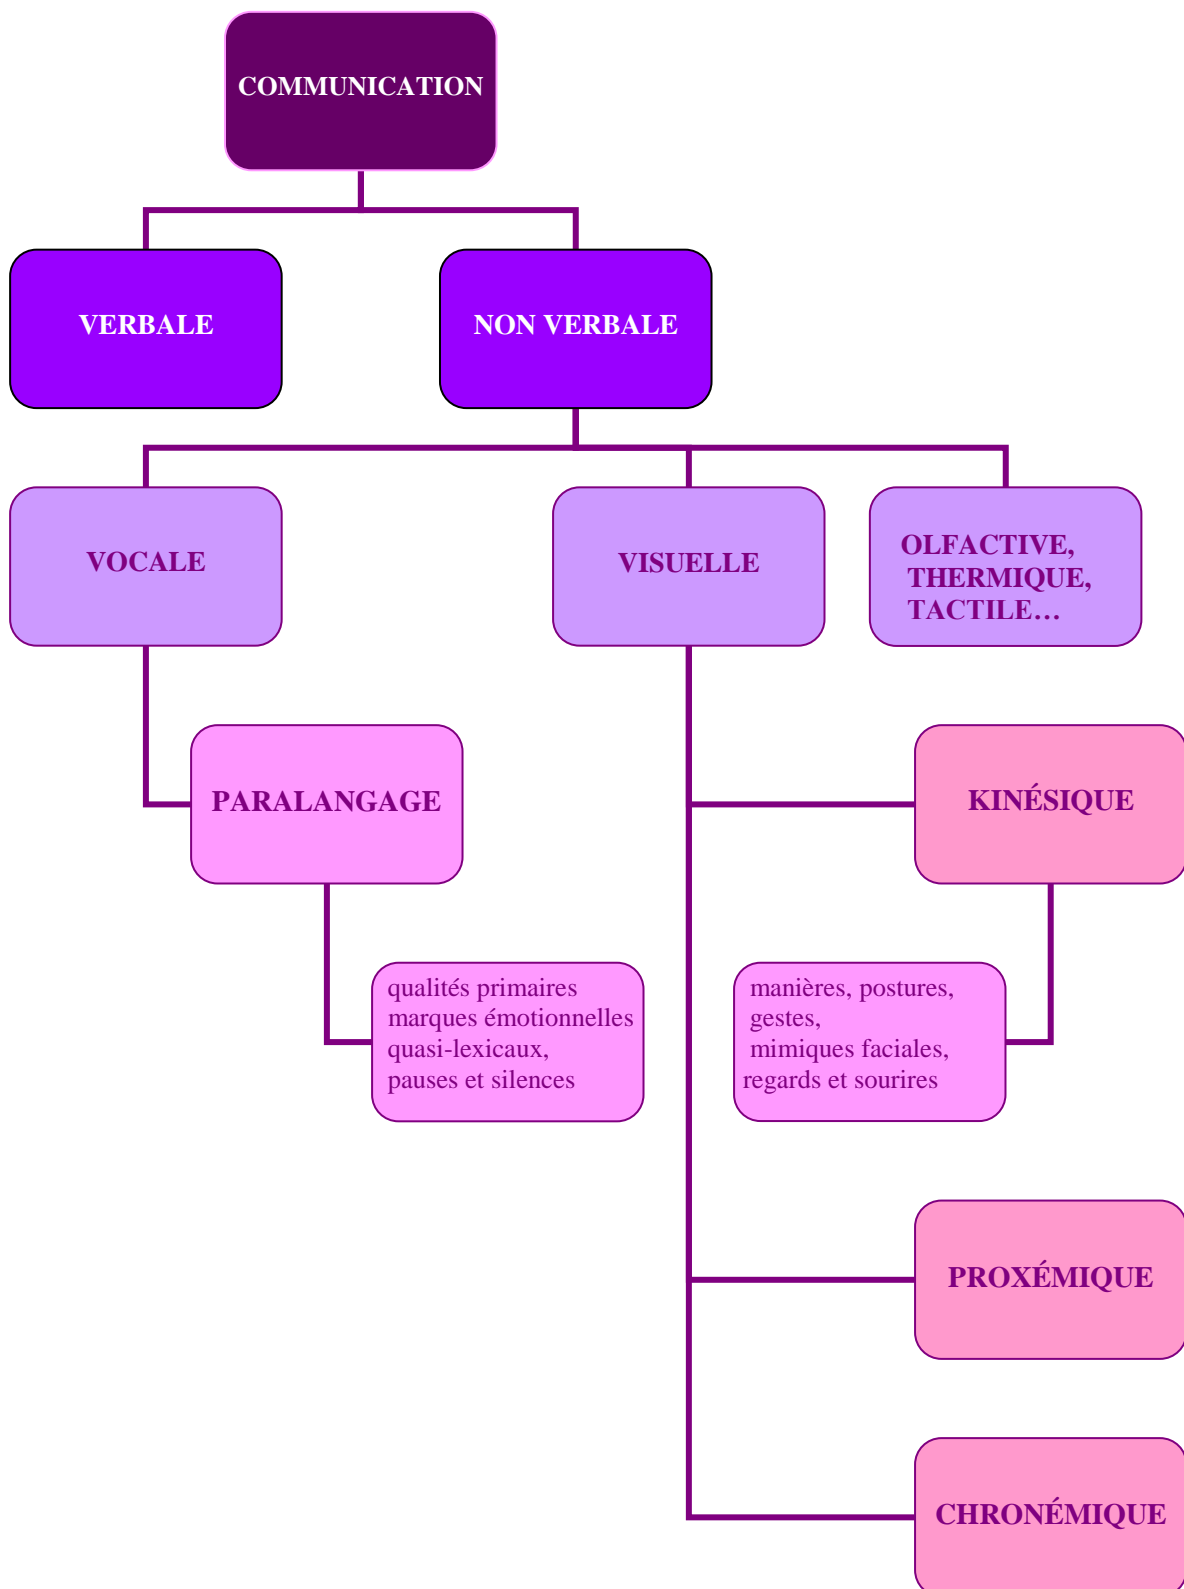 COMMUNICATION
VERBALE
NON VERBALE
VOCALE
VISUELLE
OLFACTIVE,
THERMIQUE,
TACTILE…
PARALANGAGE
KINÉSIQUE
qualités primaires
marques émotionnelles
quasi-lexicaux,
pauses et silences
manières, postures,
gestes,
mimiques faciales,
regards et sourires
PROXÉMIQUE
CHRONÉMIQUE